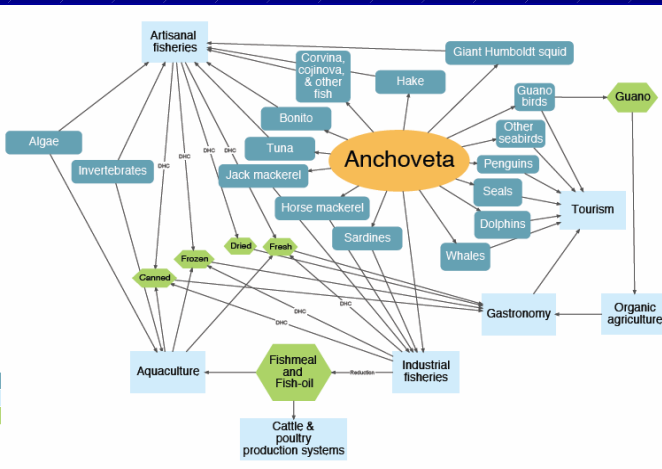 Artisanal
fisheries
Corvina,
cojinova,
& other
fish
Giant Humboldt squid
Hake
Guano
birds
Guano
Bonito
Other
seabirds
Algae
Tuna
Anchoveta
DHC
DHC
DHC
DHC
Invertebrates
Jack mackerel
Penguins
Seals
Tourism
Horse mackerel
Dolphins
Sardines
Whales
Dried
Fresh
Frozen
Canned
DHC
DHC
DHC
Gastronomy
Organic
agriculture
Aquaculture
Fishmeal
and
Fish-oil
Reduction
Industrial
fisheries
Cattle &
poultry
production systems